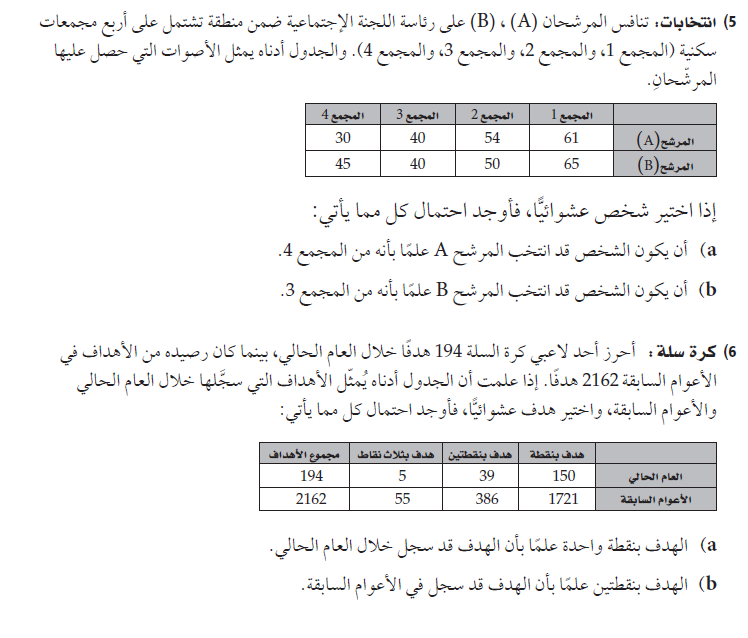 5) انتخابات: تنافس المرشحان (A) ، (B) على رئاسة اللجنة الإجتماعية ضمن منطقة تشتمل على أربع مجمعات
سكنية (المجمع 1، والمجمع 2، والمجمع 3، والمجمع 4). والجدول أدناه يمثل الأصوات التي حصل عليها
المرشّحانِ.
المجمع 1 المجمع 2 المجمع 3 المجمع 4
المرشح (A) 61 54 40 30
المرشح (B) 65 50 40 45
إذا اختير شخص عشوائيًّا، فأوجد احتمال كل مما يأتي:
a) أن يكون الشخص قد انتخب المرشح A علمًا بأنه من المجمع 4.
b) أن يكون الشخص قد انتخب المرشح B علمًا بأنه من المجمع 3.
6) كرة سلة : أحرز أحد لاعبي كرة السلة 194 هدفًا خلال العام الحالي، بينما كان رصيده من الأهداف في
الأعوام السابقة 2162 هدفًا. إذا علمت أن الجدول أدناه يُمثّل الأهداف التي سجَّلها خلال العام الحالي
والأعوام السابقة، واختير هدف عشوائيًّا، فأوجد احتمال كل مما يأتي:
هدف بنقطة هدف بنقطتين هدف بثلاث نقاط مجموع الأهداف
العام الحالي 150 39 5 194
الأعوام السابقة 1721 386 55 2162
a) الهدف بنقطة واحدة علمًا بأن الهدف قد سجل خلال العام الحالي.
b) الهدف بنقطتين علمًا بأن الهدف قد سجل في الأعوام السابقة.